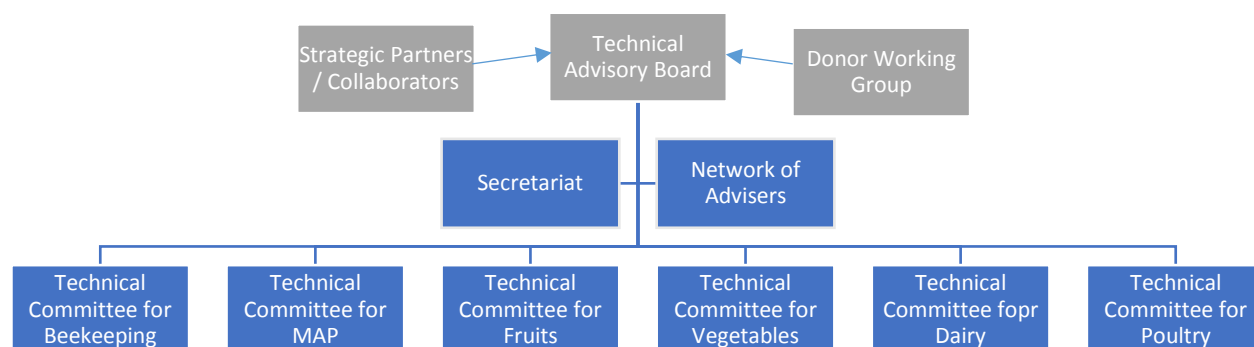 Strategic Partners
/ Collaborators
Technical
Advisory Board
Donor Working
Group
Secretariat
Network of
Advisers
Technical
Committee for
Beekeeping
Technical
Committee for
MAP
Technical
Committee for
Fruits
Technical
Committee for
Vegetables
Technical
Committee fopr
Dairy
Technical
Committee for
Poultry